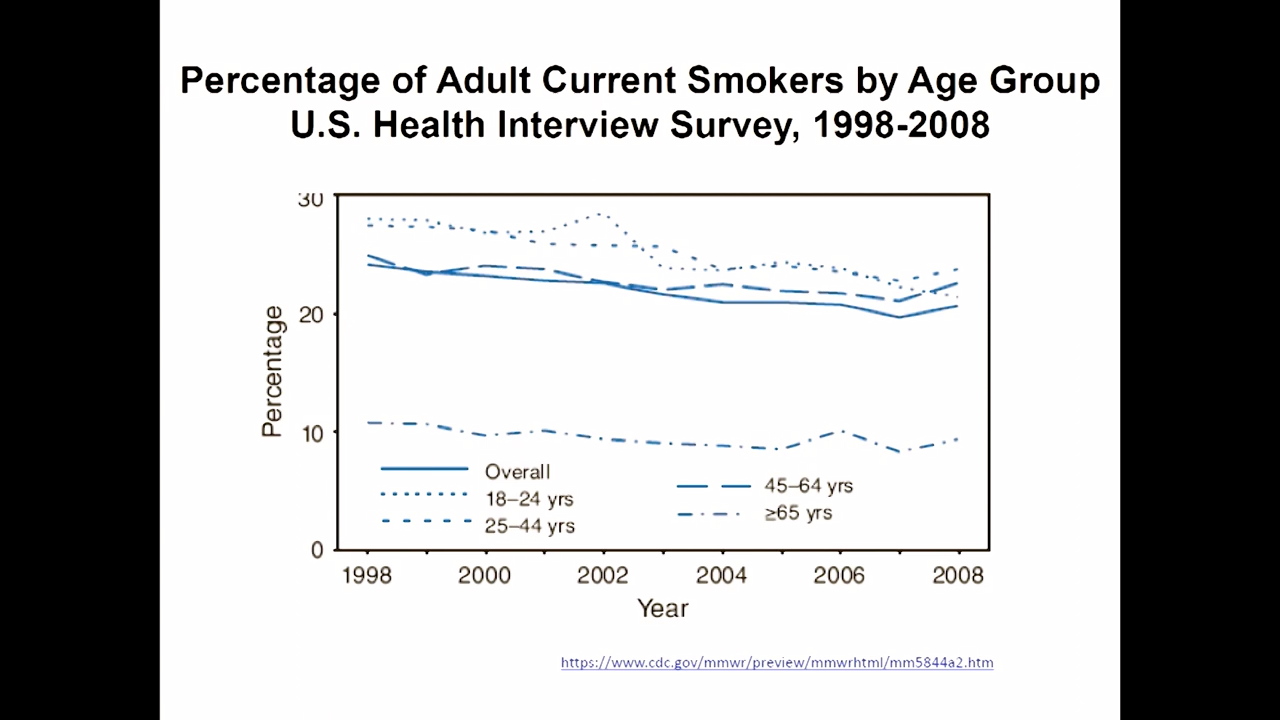 Percentage of Adult Current Smokers by Age Group
U.S. Health Interview Survey, 1998-2008
30
20
10
0
Percentage
Overall
18–24 yrs
25–44 yrs
45–64 yrs
≥65 yrs
1998 2000 2002 2004 2006 2008
Year
https://www.cdc.gov/mmwr/preview/mmwrhtml/mm5844a2.htm